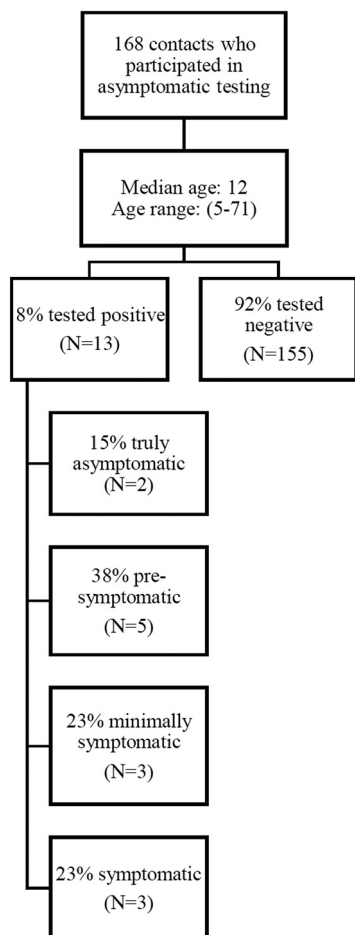 168 contacts who
participated in
asymptomatic testing
Median age: 12
Age range: (5-71)
8% tested positive
(N=13)
92% tested
negative
(N=155)
15% truly
asymptomatic
(N=2)
38% pre-
symptomatic
(N=5)
23% minimally
symptomatic
(N=3)
23% symptomatic
(N=3)